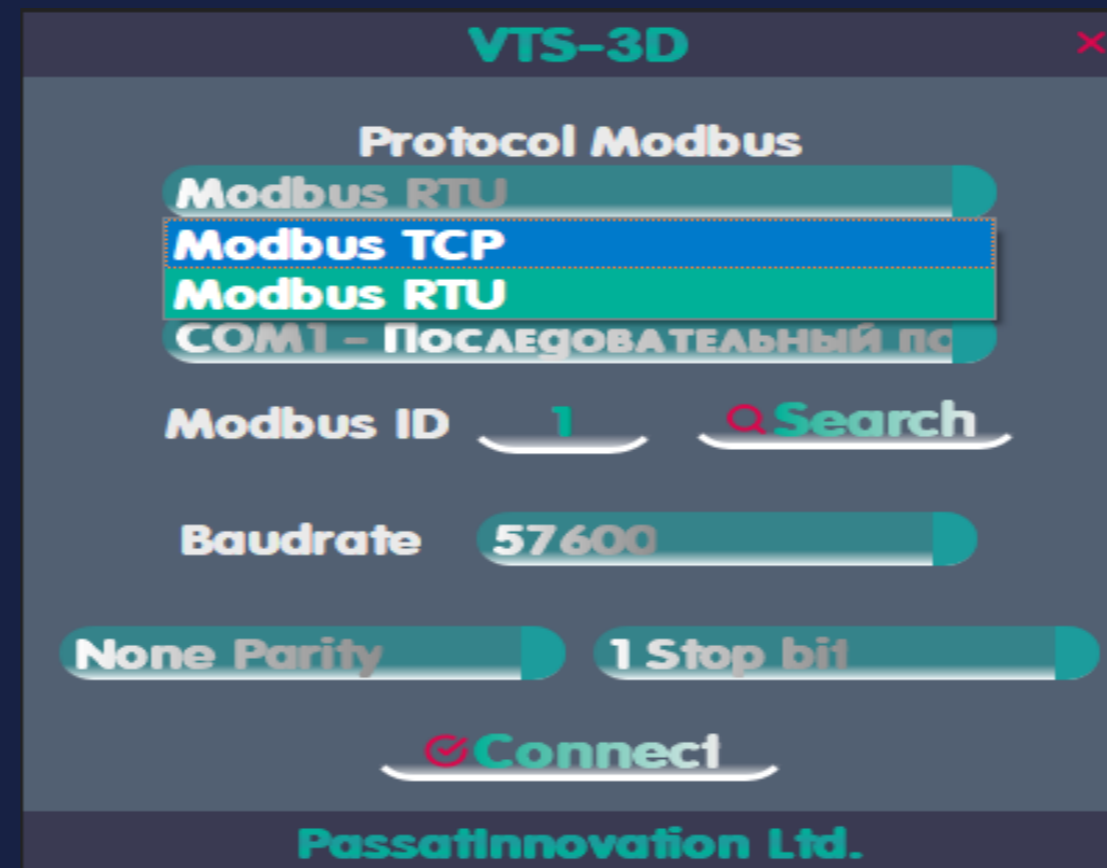 VTS-3D
Protocol Modbus
Modbus RTU
Modbus TCP
Modbus RTU
COM1 - Последовательный по
Modbus ID 1 Search
Baudrate 57600
None Parity 1 Stop bit
Connect
PassatInnovation Ltd.